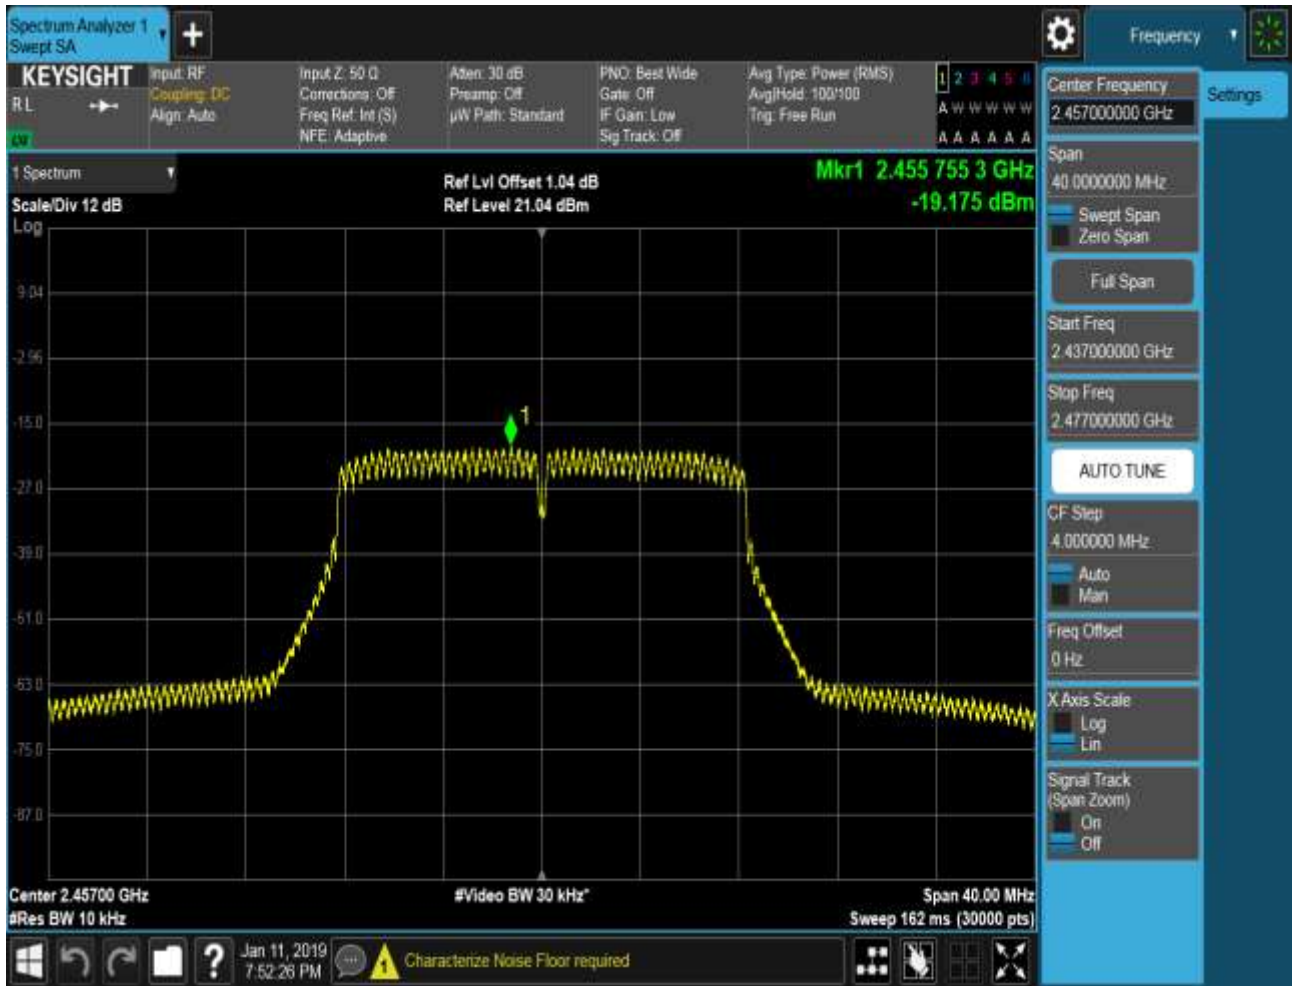 Spectrum Analyzer 1
Swept SA
+
Frequency
KEYSIGHT
RL
LXI
Input: RF
Coupling: DC
Align: Auto
Input Z: 50 Ω
Corrections: Off
Freq Ref: Int (S)
NFE: Adaptive
Atten: 30 dB
Preamp: Off
µW Path: Standard
PNO: Best Wide
Gate: Off
IF Gain: Low
Sig Track: Off
Avg Type: Power (RMS)
Avg|Hold: 100/100
Trig: Free Run
1 2 3 4 5 6
A W W W W W
A A A A A A
1 Spectrum
Scale/Div 12 dB
Log
Ref Lvl Offset 1.04 dB
Ref Level 21.04 dBm
Mkr1 2.455 755 3 GHz
-19.175 dBm
9.04
-2.96
-15.0
-27.0
-39.0
-51.0
-63.0
-75.0
-87.0
1
Center 2.45700 GHz
#Res BW 10 kHz
#Video BW 30 kHz*
Span 40.00 MHz
Sweep 162 ms (30000 pts)
Center Frequency
2.457000000 GHz
Settings
Span
40.0000000 MHz
Swept Span
Zero Span
Full Span
Start Freq
2.437000000 GHz
Stop Freq
2.477000000 GHz
AUTO TUNE
CF Step
4.000000 MHz
Auto
Man
Freq Offset
0 Hz
X Axis Scale
Log
Lin
Signal Track
(Span Zoom)
On
Off
?
Jan 11, 2019
7:52:26 PM
1
Characterize Noise Floor required